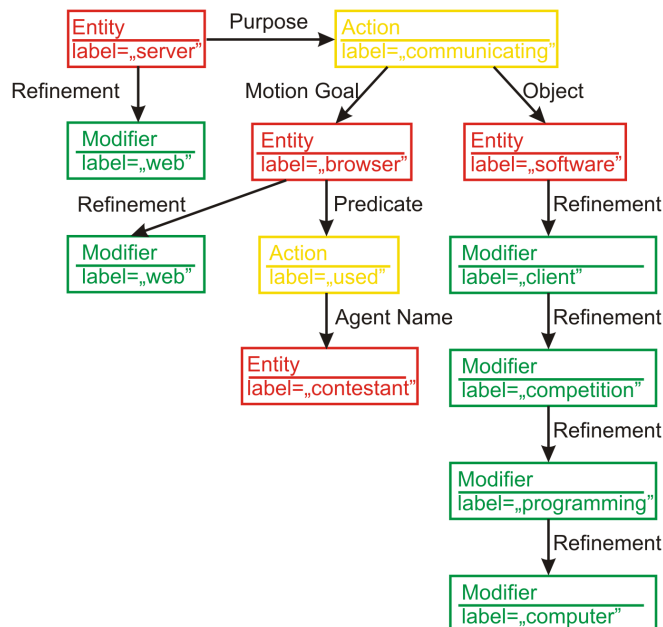 Entity
label=„server”
Purpose
Action
label=„communicating”
Refinement
Motion Goal
Object
Modifier
label=„web”
Entity
label=„browser”
Entity
label=„software”
Refinement
Predicate
Refinement
Modifier
label=„web”
Action
label=„used”
Modifier
label=„client”
Agent Name
Refinement
Entity
label=„contestant”
Modifier
label=„competition”
Refinement
Modifier
label=„programming”
Refinement
Modifier
label=„computer”